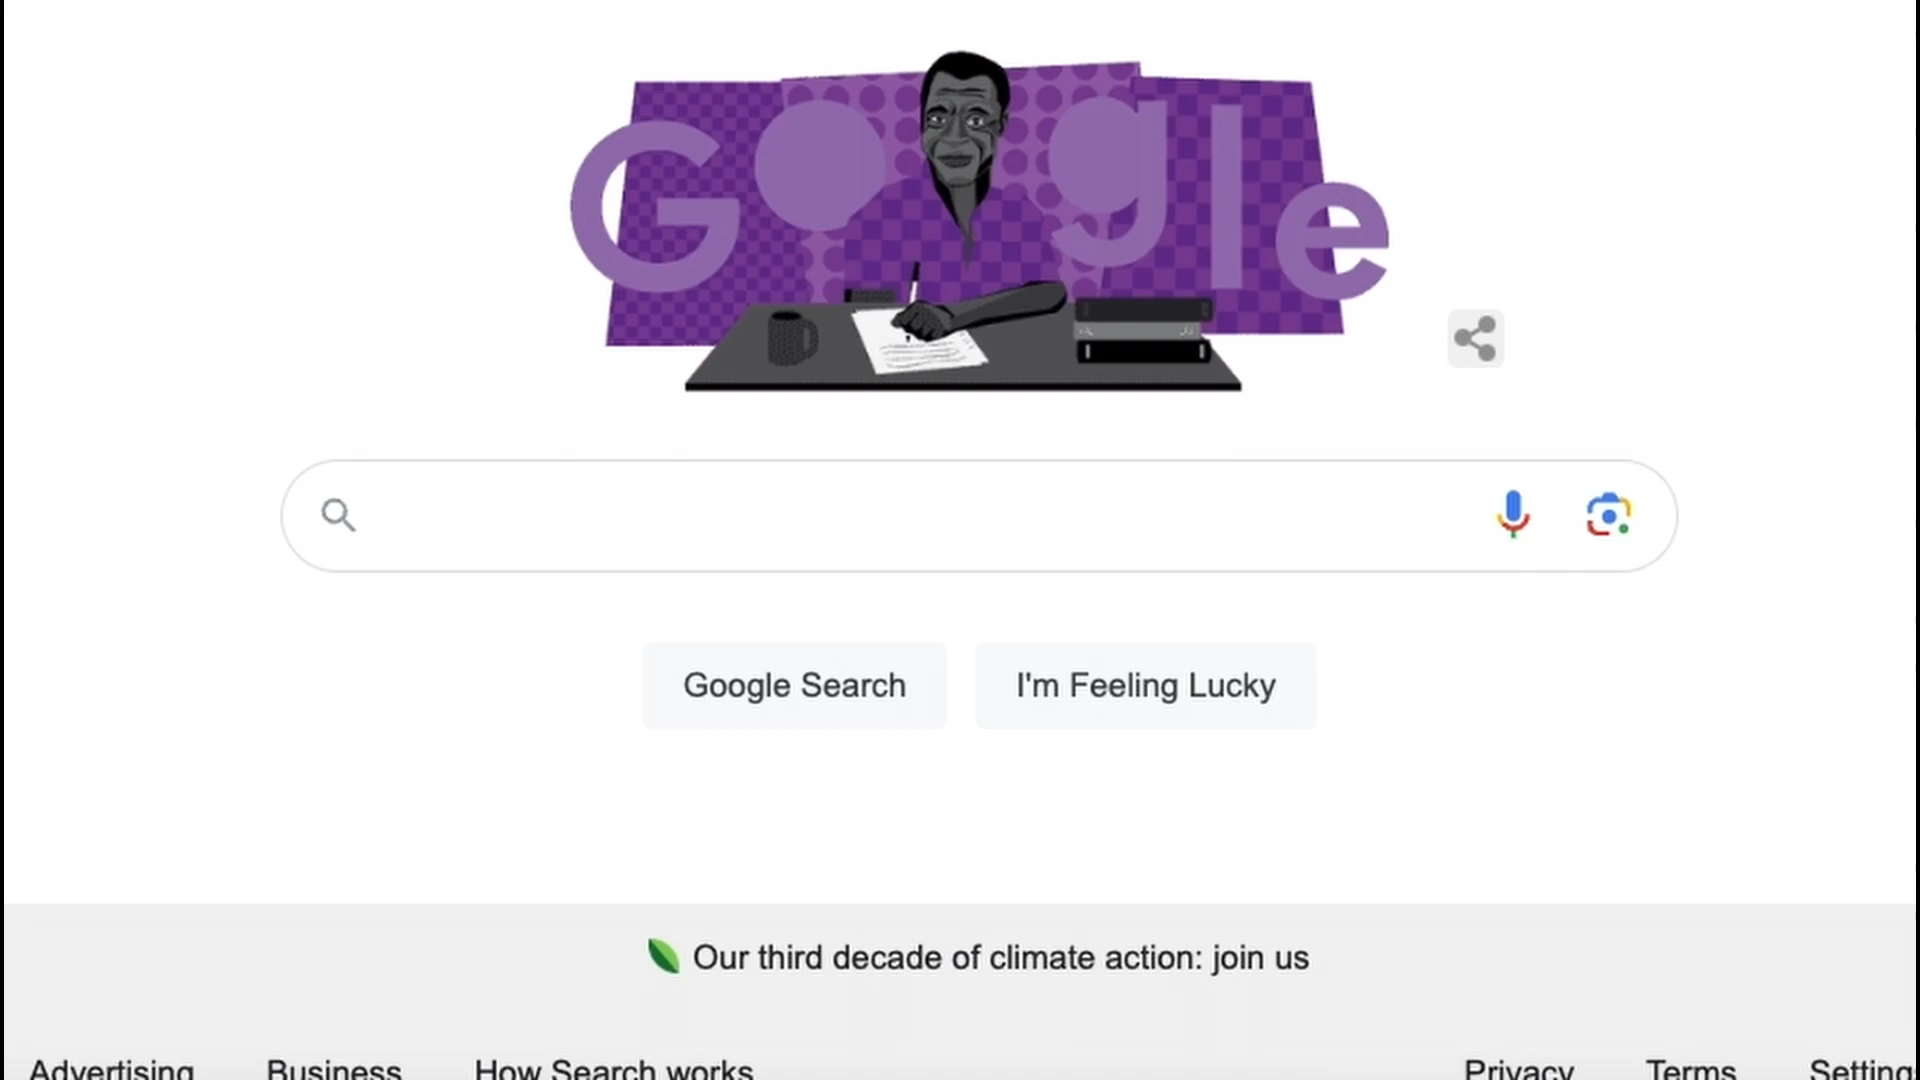 Google
Google Search
I'm Feeling Lucky
Our third decade of climate action: join us
Advertising
Business
How Search works
Privacy
Terms
Setting